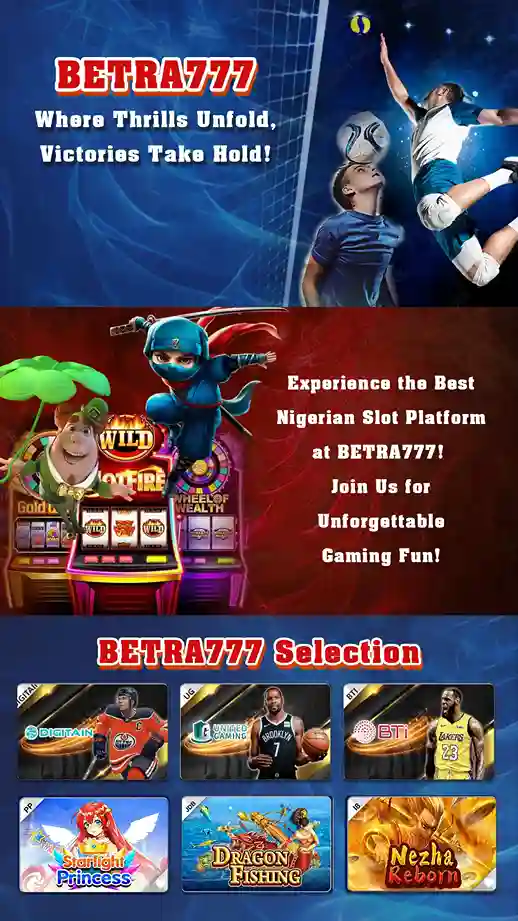 BETRA777
Where Thrills Unfold,
Victories Take Hold!
Experience the Best
Nigerian Slot Platform
at BETRA777!
Join Us for
Unforgettable
Gaming Fun!
WILD
HOTFIRE
Gold
WHEEL OF
WEALTH
WILD
WILD
BETRA777 Selection
DIGITAIN
DIGITAIN
UG
UNITED
GAMING
BROOKLYN
7
BTI
BTi
LAKERS
23
PP
Starlight
Princess
JDB
DRAGON
FISHING
IB
Nezha
Reborn